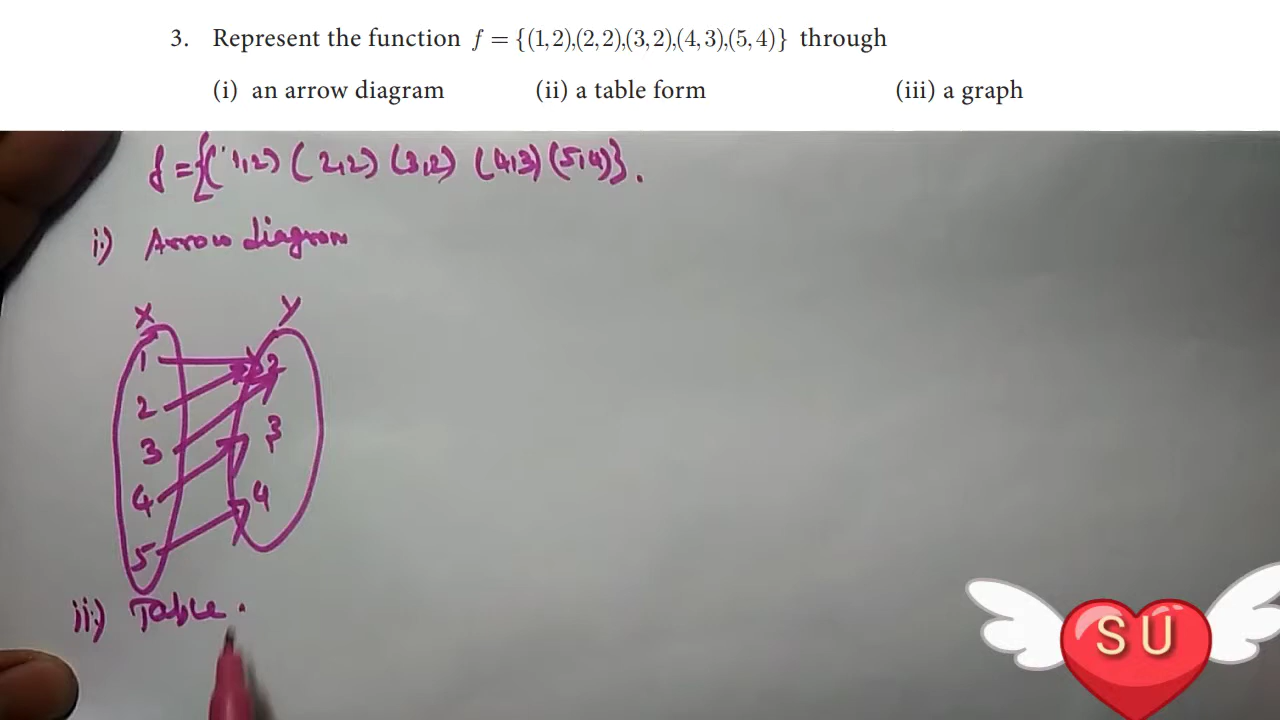 3. Represent the function f = {(1,2),(2,2),(3,2),(4,3),(5,4)} through
(i) an arrow diagram (ii) a table form (iii) a graph
f = {(1,2) (2,2) (3,2) (4,3) (5,4)}.
i) Arrow diagram
X Y
1 2
2
3 3
4 4
5
ii) Table.
SU